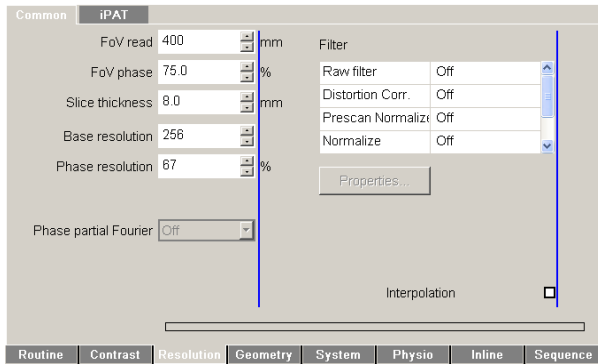 Common iPAT
FoV read 400 mm
FoV phase 75.0 %
Slice thickness 8.0 mm
Base resolution 256
Phase resolution 67 %
Phase partial Fourier Off
Filter
Raw filter Off
Distortion Corr. Off
Prescan Normalize Off
Normalize Off
Properties...
Interpolation
Routine Contrast Resolution Geometry System Physio Inline Sequence